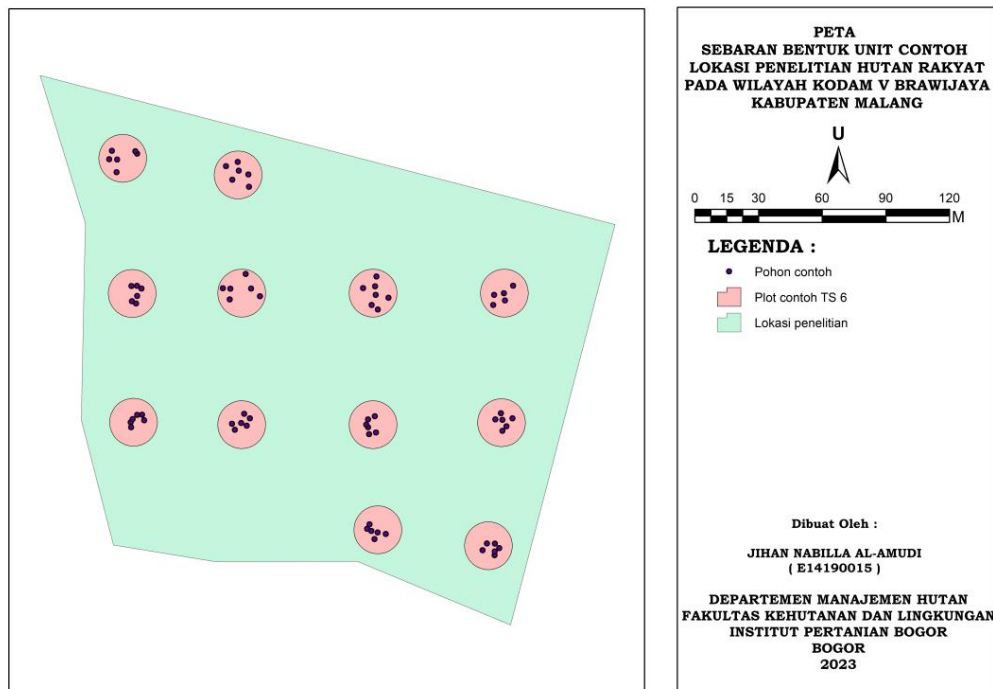 PETA
SEBARAN BENTUK UNIT CONTOH
LOKASI PENELITIAN HUTAN RAKYAT
PADA WILAYAH KODAM V BRAWIJAYA
KABUPATEN MALANG
U
0 15 30 60 90 120
M
LEGENDA :
Pohon contoh
Plot contoh TS 6
Lokasi penelitian
Dibuat Oleh :
JIHAN NABILLA AL-AMUDI
( E14190015 )
DEPARTEMEN MANAJEMEN HUTAN
FAKULTAS KEHUTANAN DAN LINGKUNGAN
INSTITUT PERTANIAN BOGOR
BOGOR
2023